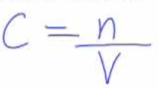 C = n/V